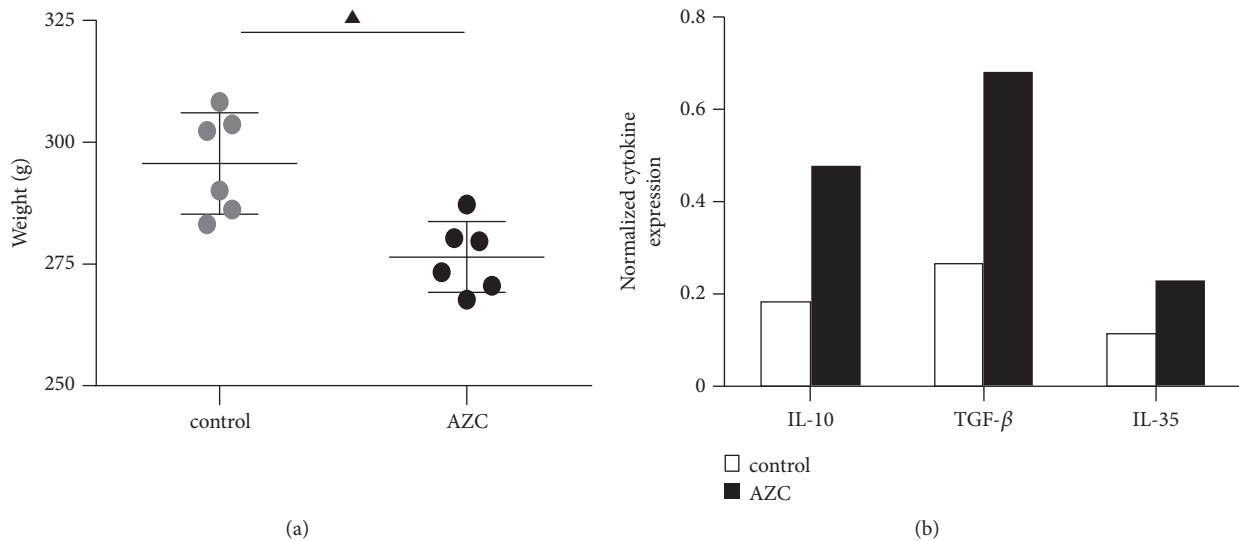 325
300
275
250
Weight (g)
▲
control
AZC
(a)
0.8
0.6
0.4
0.2
0
Normalized cytokine
expression
IL-10
TGF-β
IL-35
control
AZC
(b)